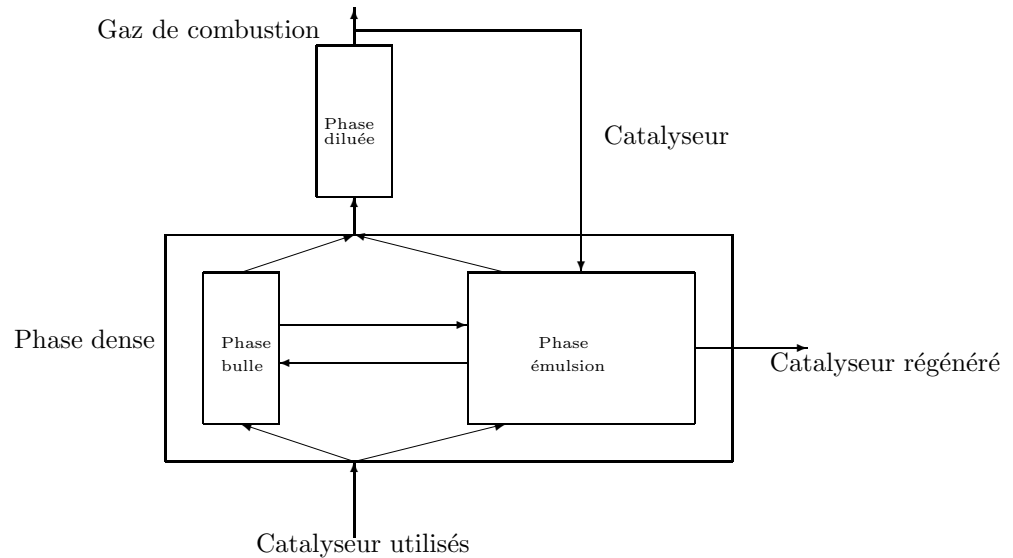 Gaz de combustion
Phase
diluée
Catalyseur
Phase dense
Phase
bulle
Phase
émulsion
Catalyseur régénéré
Catalyseur utilisés